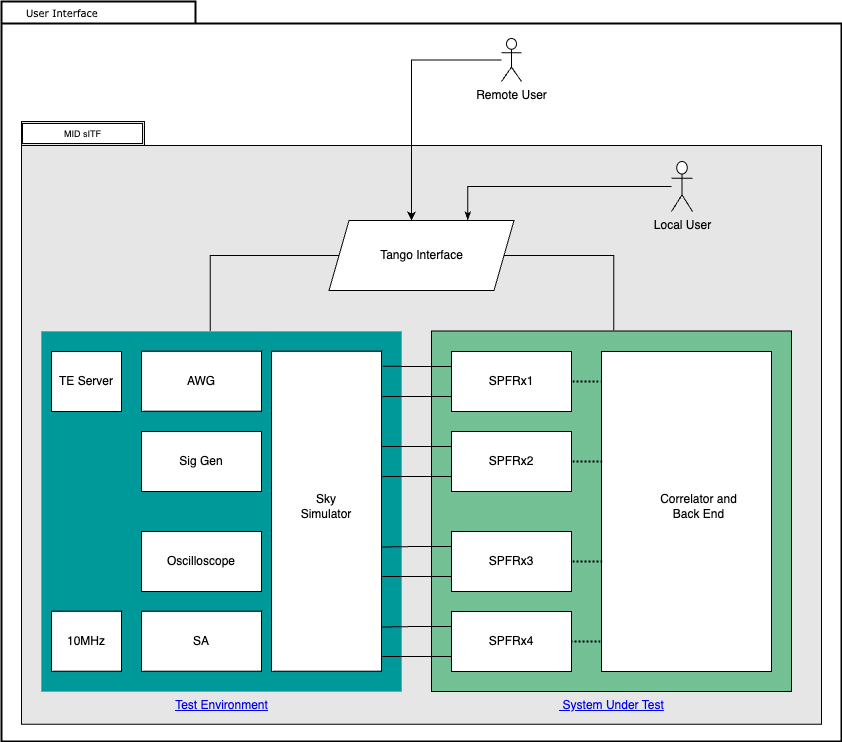 User Interface
Remote User
MID sITF
Local User
Tango Interface
TE Server
AWG
SPFRx1
Sig Gen
SPFRx2
Sky
Simulator
Correlator and
Back End
Oscilloscope
SPFRx3
10MHz
SA
SPFRx4
Test Environment
System Under Test